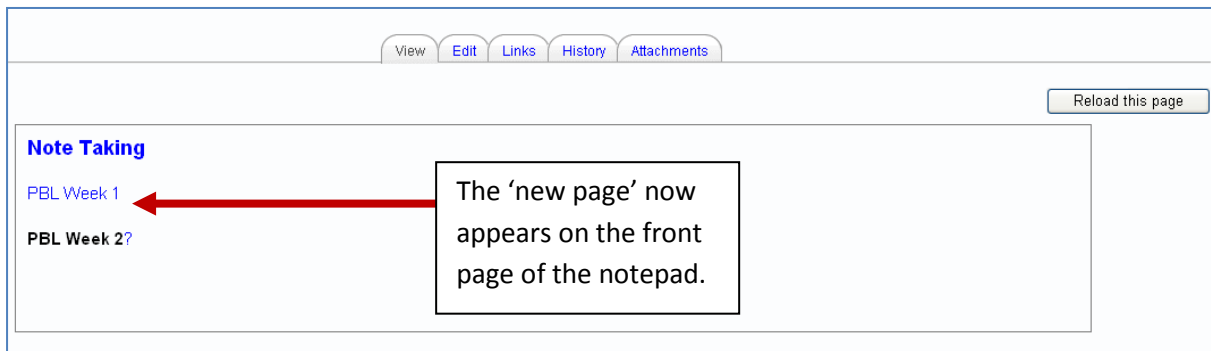 View Edit Links History Attachments
Reload this page
Note Taking
PBL Week 1
PBL Week 2?
The ‘new page’ now
appears on the front
page of the notepad.